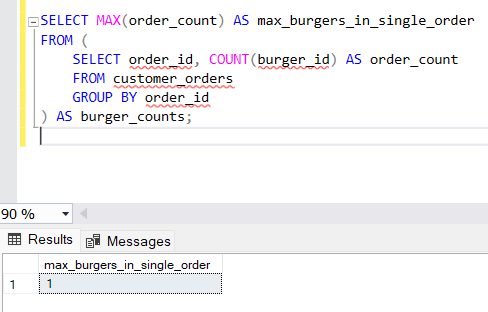 SELECT MAX(order_count) AS max_burgers_in_single_order
FROM (
SELECT order_id, COUNT(burger_id) AS order_count
FROM customer_orders
GROUP BY order_id
) AS burger_counts;
90 %
Results Messages
max_burgers_in_single_order
1 1